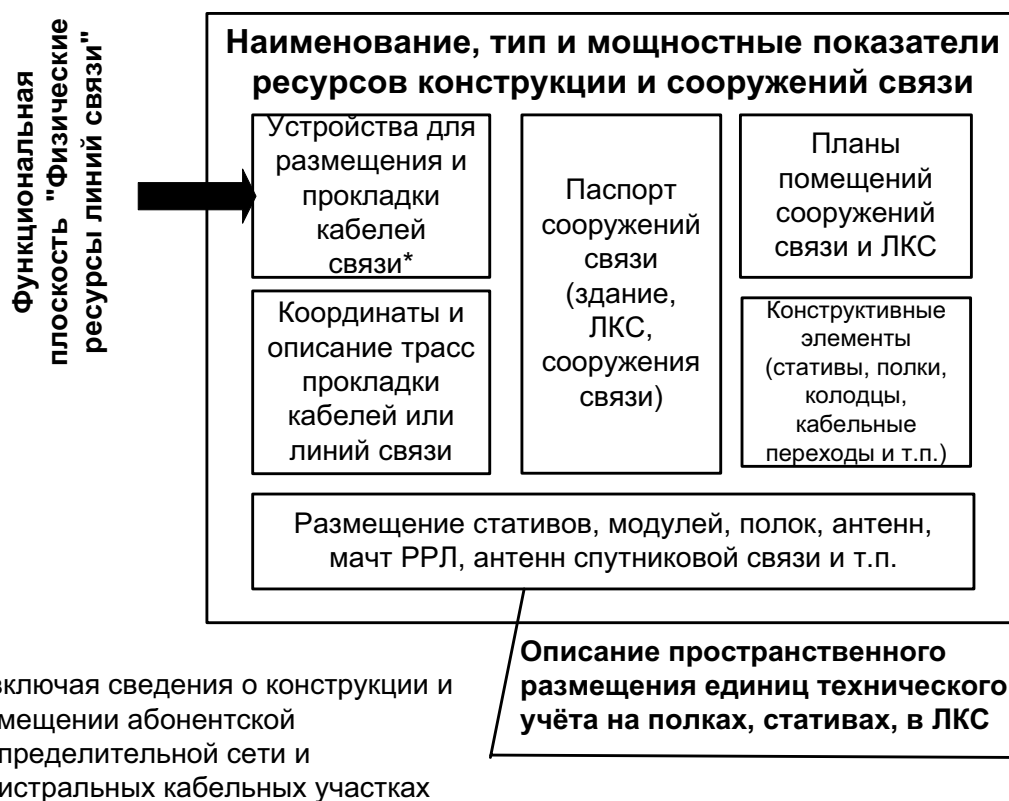 Функциональная
плоскость "Физические
ресурсы линий связи"
Наименование, тип и мощностные показатели
ресурсов конструкции и сооружений связи
Устройства для
размещения и
прокладки
кабелей
связи*
Паспорт
сооружений
связи
(здание,
ЛКС,
сооружения
связи)
Планы
помещений
сооружений
связи и ЛКС
Координаты и
описание трасс
прокладки
кабелей или
линий связи
Конструктивные
элементы
(стативы, полки,
колодцы,
кабельные
переходы и т.п.)
Размещение стативов, модулей, полок, антенн,
мачт РРЛ, антенн спутниковой связи и т.п.
Описание пространственного
размещения единиц технического
учёта на полках, стативах, в ЛКС
включая сведения о конструкции и
мещении абонентской
пределительной сети и
истральных кабельных участках